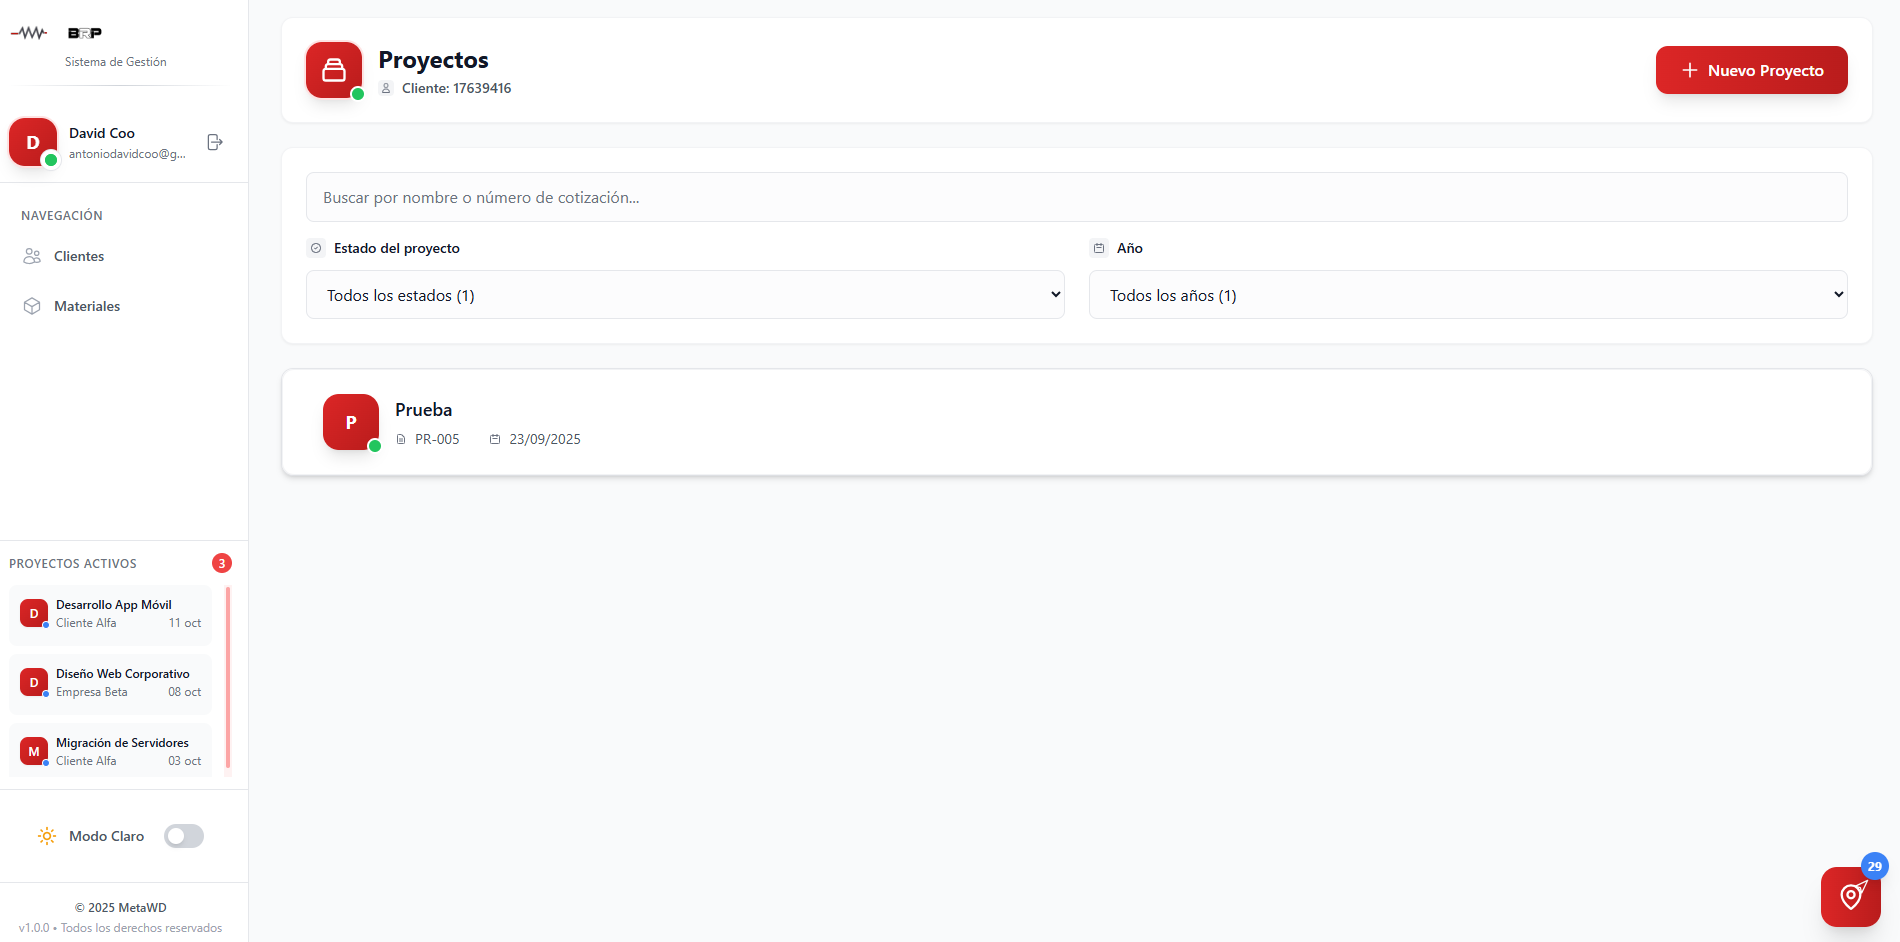 BRP
Sistema de Gestión
D
David Coo
antoniodavidcoo@g...
NAVEGACIÓN
Clientes
Materiales
PROYECTOS ACTIVOS
3
D
Desarrollo App Móvil
Cliente Alfa
11 oct
D
Diseño Web Corporativo
Empresa Beta
08 oct
M
Migración de Servidores
Cliente Alfa
03 oct
Modo Claro
© 2025 MetaWD
v1.0.0 • Todos los derechos reservados
Proyectos
Cliente: 17639416
Nuevo Proyecto
Buscar por nombre o número de cotización...
Estado del proyecto
Todos los estados (1)
Año
Todos los años (1)
P
Prueba
PR-005
23/09/2025
29